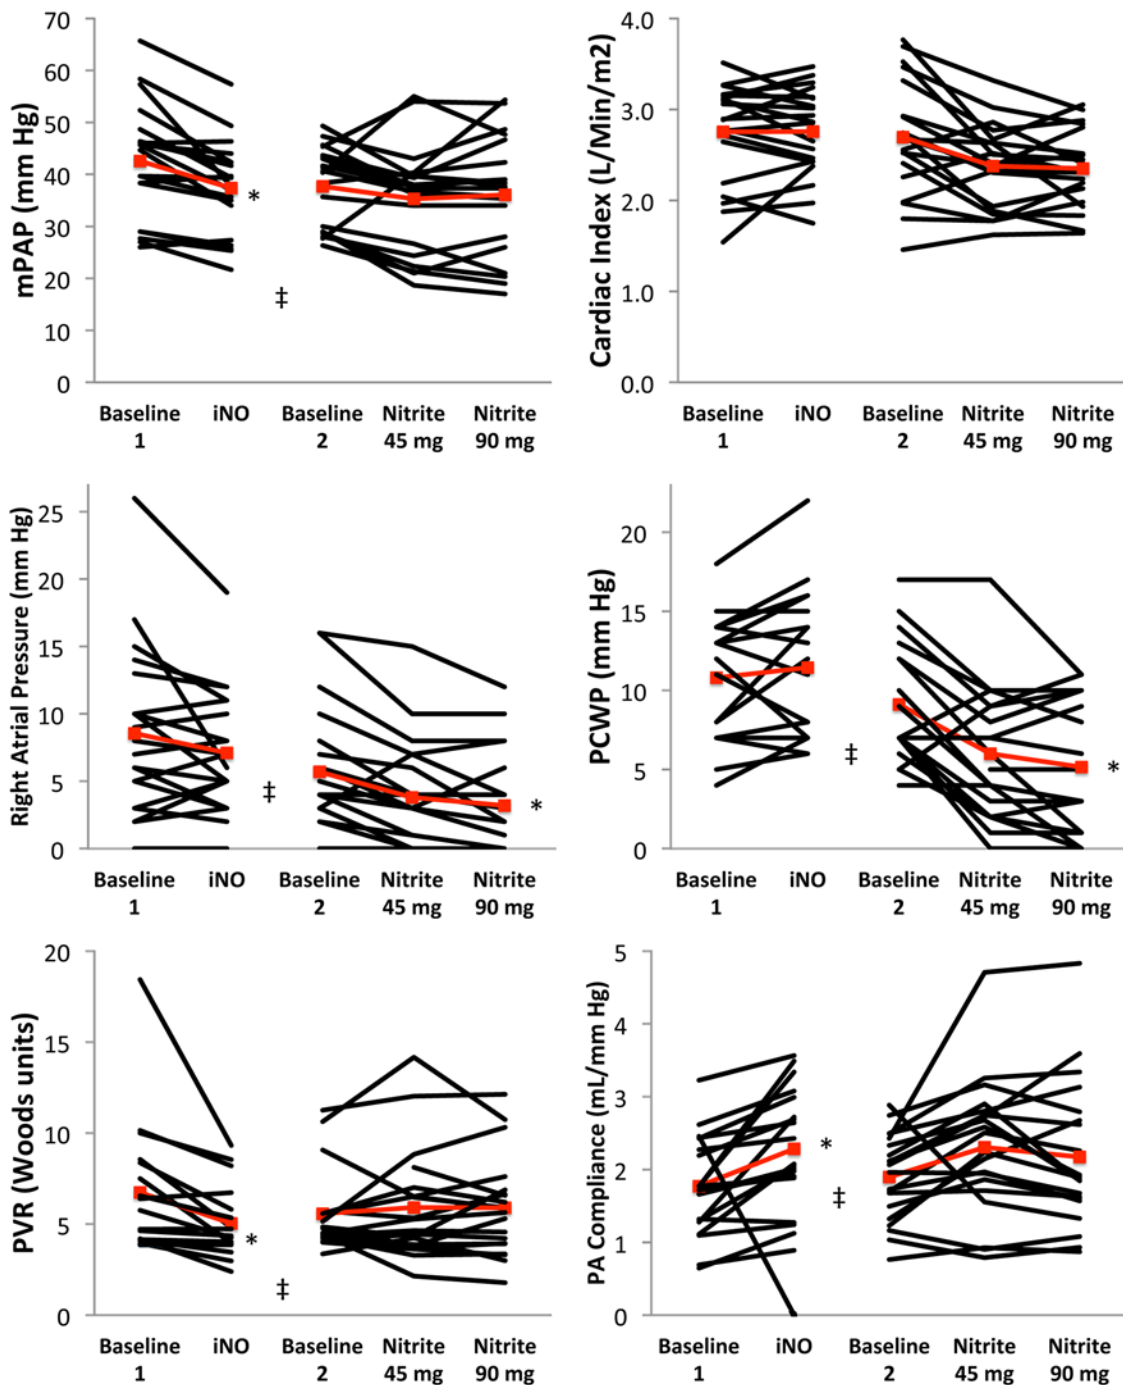 mPAP (mm Hg)
70
60
50
40
30
20
10
0
*
‡
Baseline 1
iNO
Baseline 2
Nitrite 45 mg
Nitrite 90 mg
Cardiac Index (L/Min/m2)
4.0
3.0
2.0
1.0
0.0
Baseline 1
iNO
Baseline 2
Nitrite 45 mg
Nitrite 90 mg
Right Atrial Pressure (mm Hg)
25
20
15
10
5
0
‡
*
Baseline 1
iNO
Baseline 2
Nitrite 45 mg
Nitrite 90 mg
PCWP (mm Hg)
20
15
10
5
0
‡
*
Baseline 1
iNO
Baseline 2
Nitrite 45 mg
Nitrite 90 mg
PVR (Woods units)
20
15
10
5
0
*
‡
Baseline 1
iNO
Baseline 2
Nitrite 45 mg
Nitrite 90 mg
PA Compliance (mL/mm Hg)
5
4
3
2
1
0
*
‡
Baseline 1
iNO
Baseline 2
Nitrite 45 mg
Nitrite 90 mg